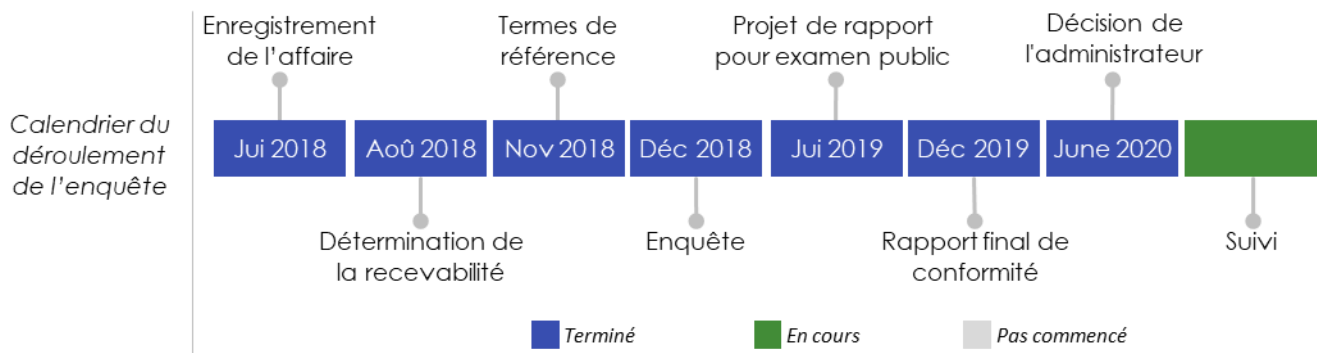 Enregistrement
de l’affaire
Termes de
référence
Projet de rapport
pour examen public
Décision de
l'administrateur
Calendrier du
déroulement
de l’enquête
Jui 2018
Aoû 2018
Nov 2018
Déc 2018
Jui 2019
Déc 2019
June 2020
Détermination de
la recevabilité
Enquête
Rapport final de
conformité
Suivi
Terminé
En cours
Pas commencé